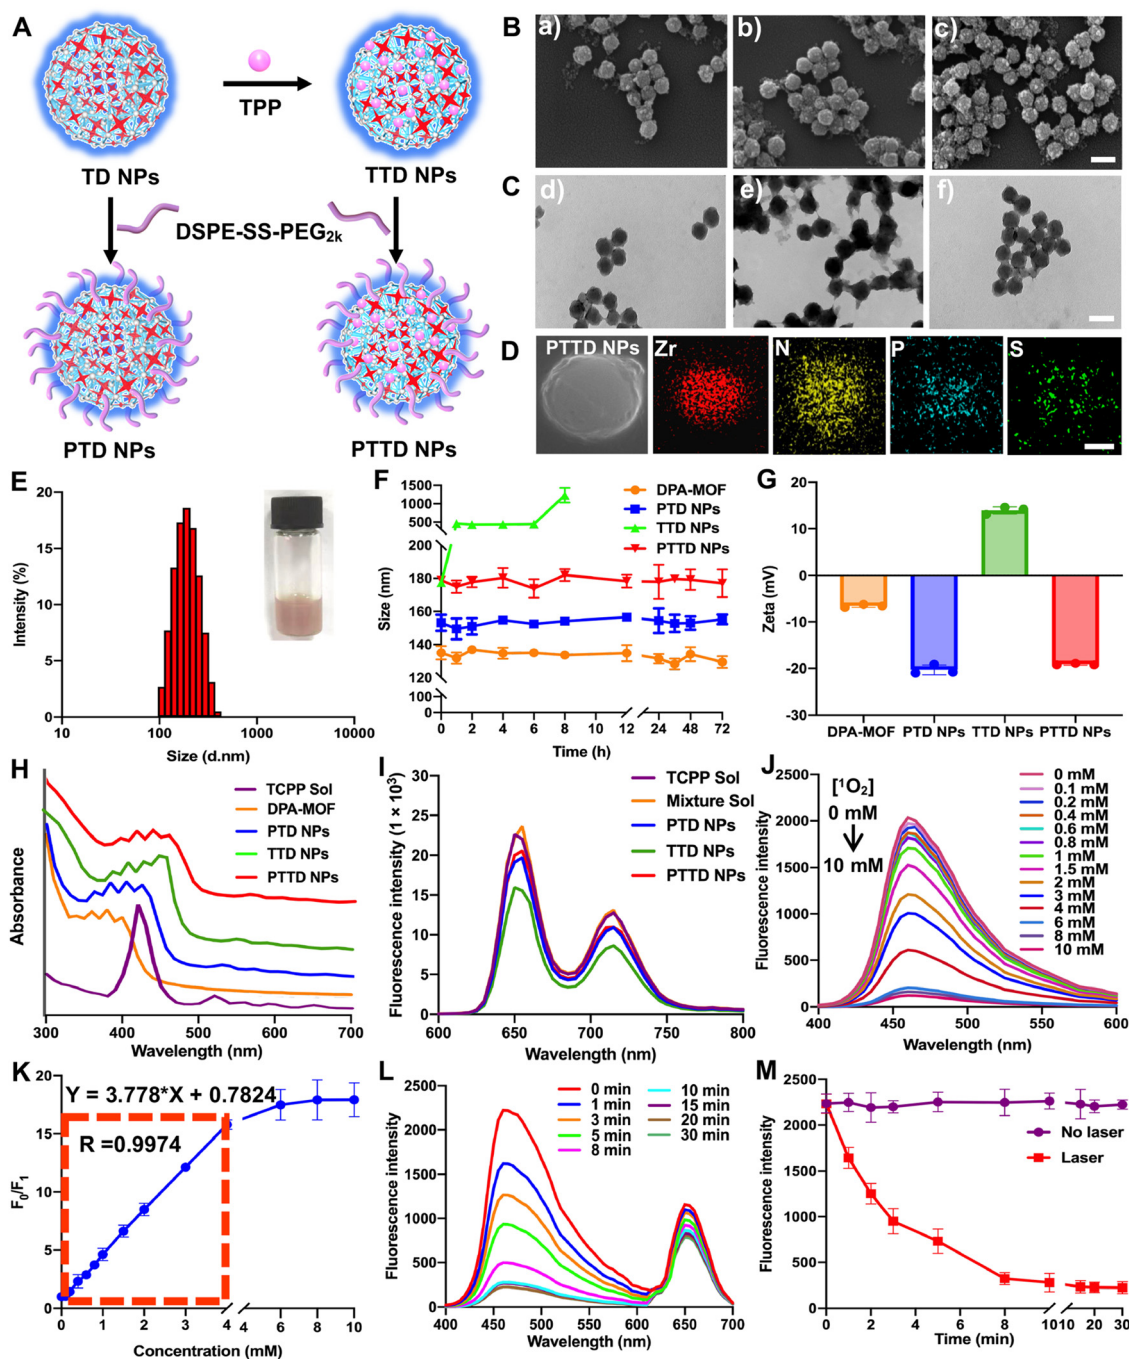 A
TPP
TD NPs
TTD NPs
DSPE-SS-PEG2k
PTD NPs
PTTD NPs
B
a)
b)
c)
C
d)
e)
f)
D
PTTD NPs
Zr
N
P
S
E
Intensity (%)
20
15
10
5
0
10
100
1000
10000
Size (d.nm)
F
Size (nm)
1500
1000
500
200
180
160
140
120
100
0
0
2
4
6
8
10
12
24
48
72
Time (h)
DPA-MOF
PTD NPs
TTD NPs
PTTD NPs
G
Zeta (mV)
20
10
0
-10
-20
-30
DPA-MOF
PTD NPs
TTD NPs
PTTD NPs
H
Absorbance
TCPP Sol
DPA-MOF
PTD NPs
TTD NPs
PTTD NPs
300
400
500
600
700
Wavelength (nm)
I
Fluorescence intensity (1 × 10³)
30
25
20
15
10
5
0
TCPP Sol
Mixture Sol
PTD NPs
TTD NPs
PTTD NPs
600
650
700
750
800
Wavelength (nm)
J
Fluorescence intensity
2500
2000
1500
1000
500
0
[¹O₂]
0 mM
10 mM
0 mM
0.1 mM
0.2 mM
0.4 mM
0.6 mM
0.8 mM
1 mM
1.5 mM
2 mM
3 mM
4 mM
6 mM
8 mM
10 mM
400
450
500
550
600
Wavelength (nm)
K
F₀/F₁
20
15
10
5
0
Y = 3.778*X + 0.7824
R =0.9974
0
1
2
3
4
4
6
8
10
Concentration (mM)
L
Fluorescence intensity
2500
2000
1500
1000
500
0
0 min
1 min
3 min
5 min
8 min
10 min
15 min
20 min
30 min
400
450
500
550
600
650
700
Wavelength (nm)
M
Fluorescence intensity
2500
2000
1500
1000
500
0
No laser
Laser
0
2
4
6
8
10
10
20
30
Time (min)